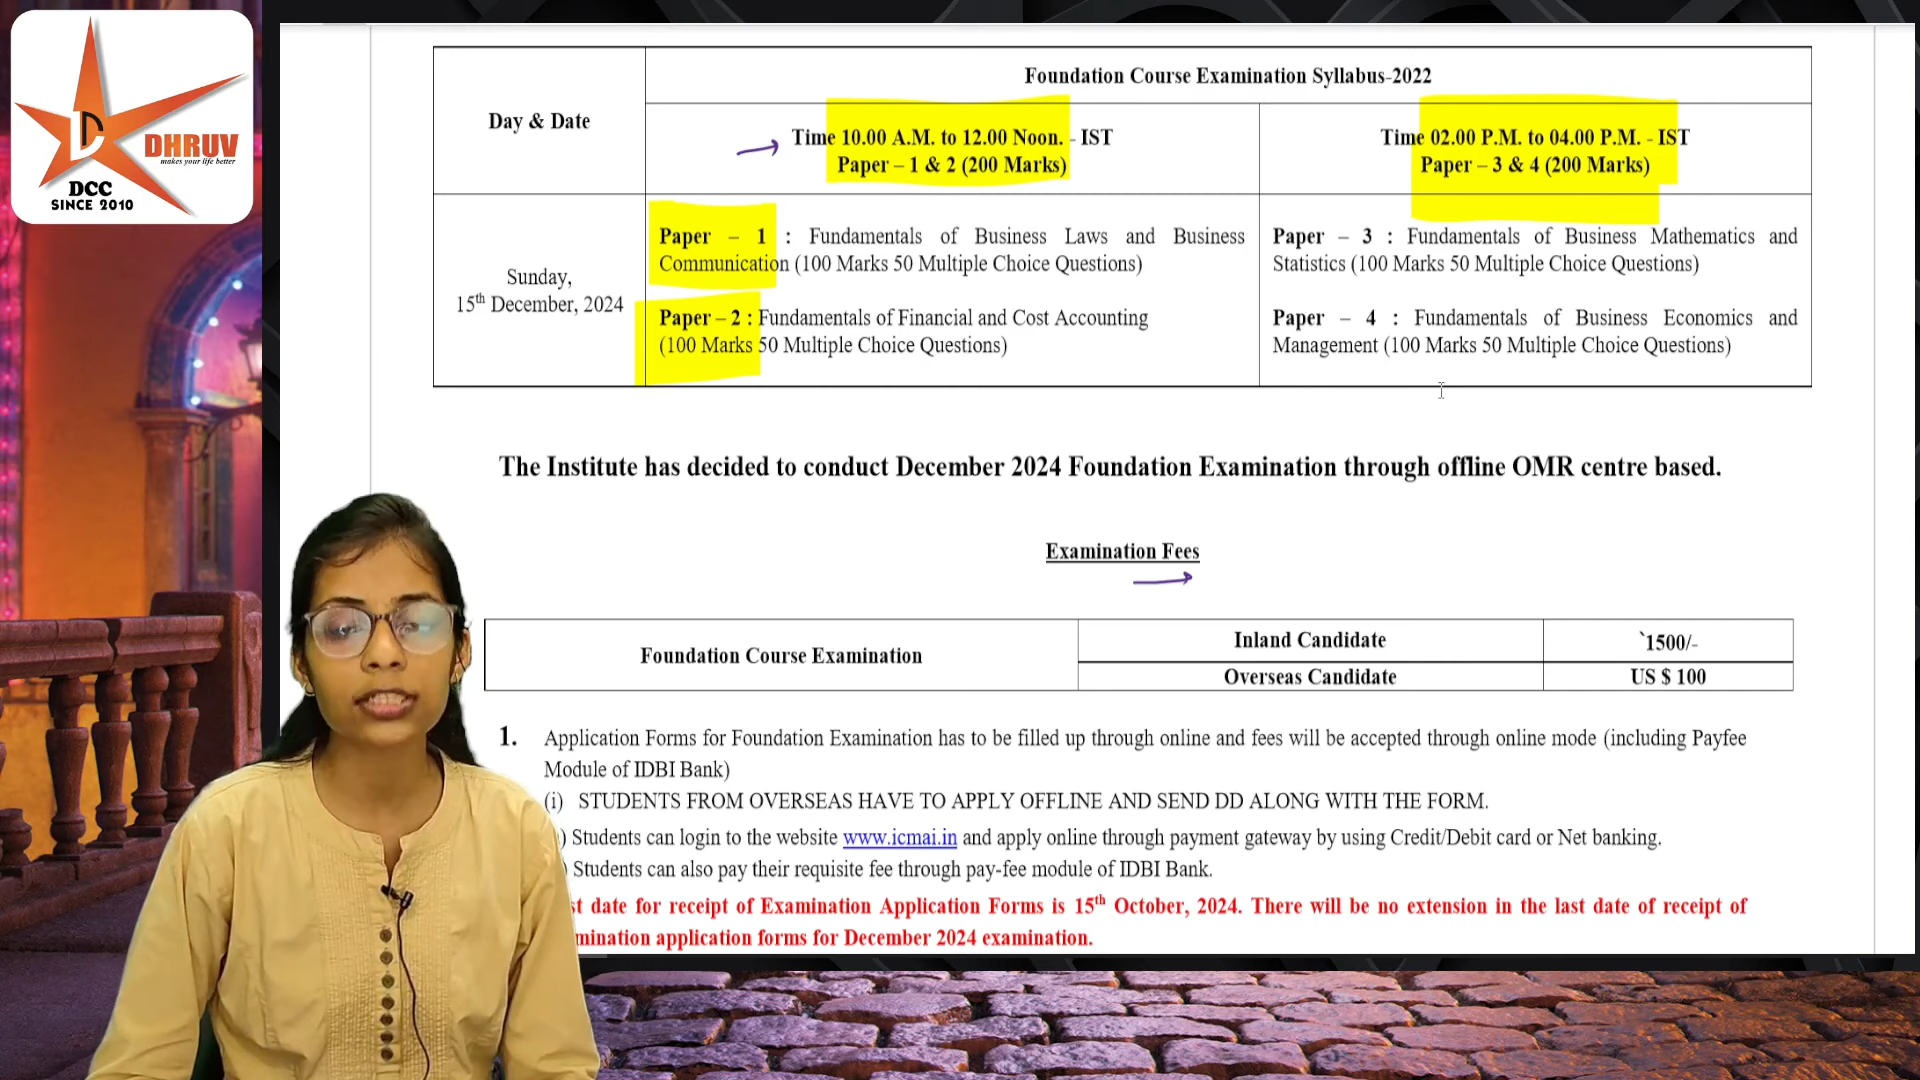 DHRUV
makes your life better
DCC
SINCE 2010
Day & Date
Foundation Course Examination Syllabus-2022
Time 10.00 A.M. to 12.00 Noon. - IST
Paper – 1 & 2 (200 Marks)
Time 02.00 P.M. to 04.00 P.M. - IST
Paper – 3 & 4 (200 Marks)
Sunday,
15th December, 2024
Paper – 1 : Fundamentals of Business Laws and Business
Communication (100 Marks 50 Multiple Choice Questions)
Paper – 2 : Fundamentals of Financial and Cost Accounting
(100 Marks 50 Multiple Choice Questions)
Paper – 3 : Fundamentals of Business Mathematics and
Statistics (100 Marks 50 Multiple Choice Questions)
Paper – 4 : Fundamentals of Business Economics and
Management (100 Marks 50 Multiple Choice Questions)
The Institute has decided to conduct December 2024 Foundation Examination through offline OMR centre based.
Examination Fees
Foundation Course Examination
Inland Candidate
`1500/-
Overseas Candidate
US $ 100
1. Application Forms for Foundation Examination has to be filled up through online and fees will be accepted through online mode (including Payfee
Module of IDBI Bank)
(i) STUDENTS FROM OVERSEAS HAVE TO APPLY OFFLINE AND SEND DD ALONG WITH THE FORM.
) Students can login to the website www.icmai.in and apply online through payment gateway by using Credit/Debit card or Net banking.
) Students can also pay their requisite fee through pay-fee module of IDBI Bank.
date for receipt of Examination Application Forms is 15th October, 2024. There will be no extension in the last date of receipt of
mination application forms for December 2024 examination.